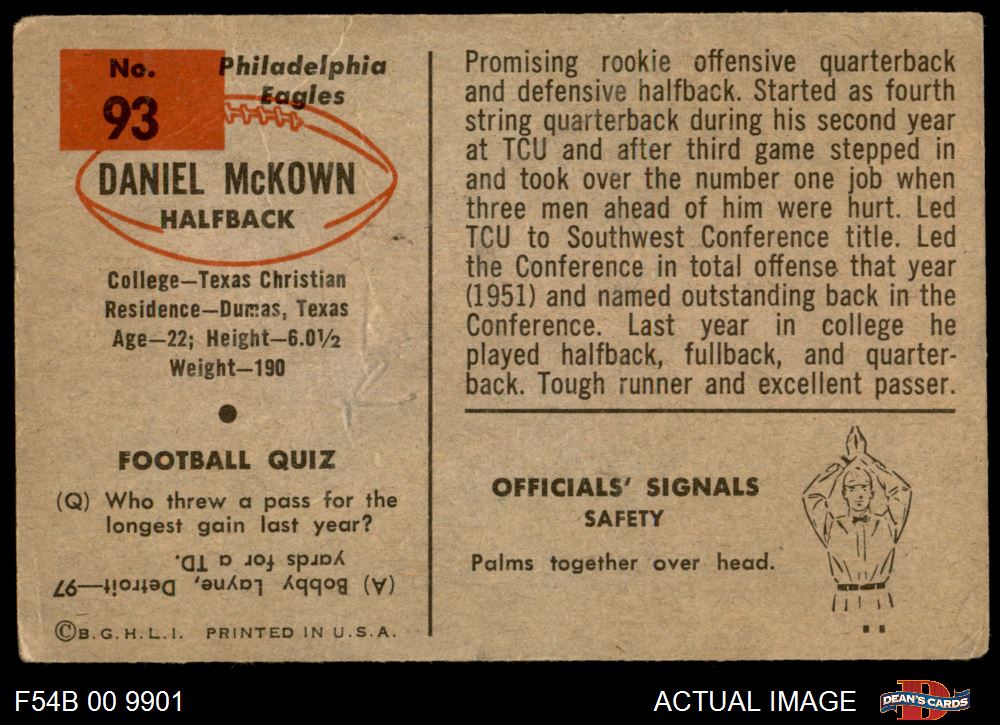 No.
93
Philadelphia
Eagles
DANIEL McKOWN
HALFBACK
College—Texas Christian
Residence—Dumas, Texas
Age—22; Height—6.0½
Weight—190
FOOTBALL QUIZ
(Q) Who threw a pass for the
longest gain last year?
(A) Bobby Layne, Detroit—97
yards for a TD.
©B.G.H.L.I. PRINTED IN U.S.A.
Promising rookie offensive quarterback
and defensive halfback. Started as fourth
string quarterback during his second year
at TCU and after third game stepped in
and took over the number one job when
three men ahead of him were hurt. Led
TCU to Southwest Conference title. Led
the Conference in total offense that year
(1951) and named outstanding back in the
Conference. Last year in college he
played halfback, fullback, and quarter-
back. Tough runner and excellent passer.
OFFICIALS' SIGNALS
SAFETY
Palms together over head.
F54B 00 9901
ACTUAL IMAGE
DEAN'S CARDS